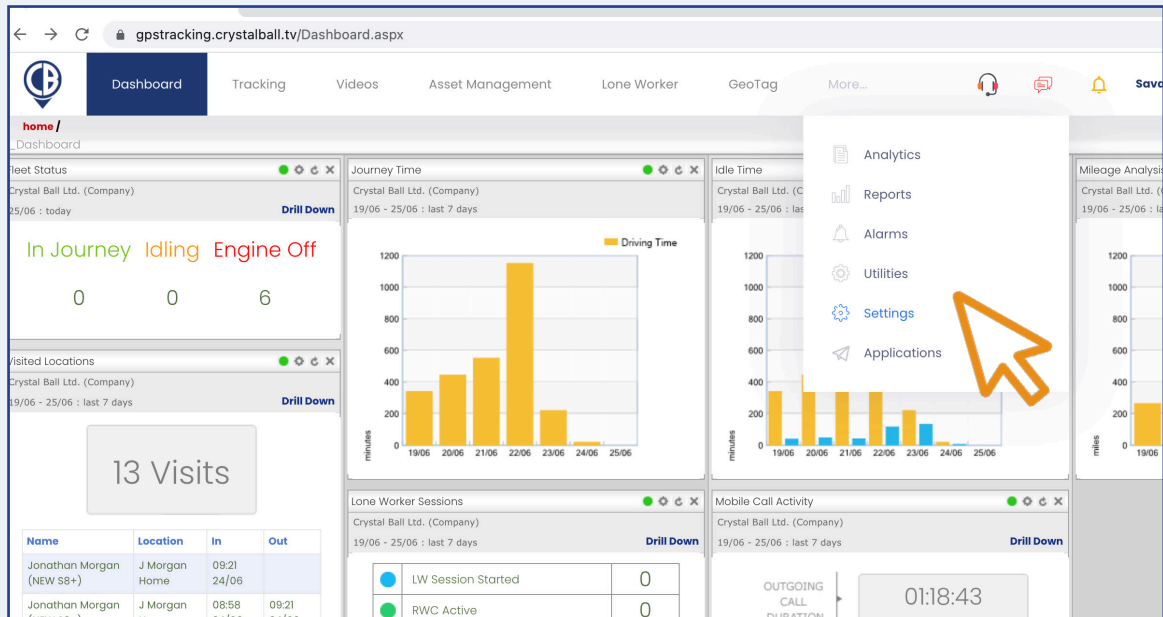 gpstracking.crystalball.tv/Dashboard.aspx
CB
Dashboard
Tracking
Videos
Asset Management
Lone Worker
GeoTag
More...
home /
_Dashboard
Fleet Status
Crystal Ball Ltd. (Company)
25/06 : today
Drill Down
In Journey Idling Engine Off
0 0 6
Visited Locations
Crystal Ball Ltd. (Company)
19/06 - 25/06 : last 7 days
Drill Down
13 Visits
Name Location In Out
Jonathan Morgan J Morgan 09:21
(NEW S8+) Home 24/06
Jonathan Morgan J Morgan 08:58 09:21
Journey Time
Crystal Ball Ltd. (Company)
19/06 - 25/06 : last 7 days
Driving Time
1200
1000
800
600
400
200
0
minutes
19/06 20/06 21/06 22/06 23/06 24/06 25/06
Lone Worker Sessions
Crystal Ball Ltd. (Company)
19/06 - 25/06 : last 7 days
Drill Down
LW Session Started 0
RWC Active 0
Idle Time
Crystal Ball Ltd. (C
19/06 - 25/06 : las
1200
1000
800
600
400
200
0
minutes
19/06 20/06 21/06 22/06 23/06 24/06 25/06
Analytics
Reports
Alarms
Utilities
Settings
Applications
Mobile Call Activity
Crystal Ball Ltd. (Company)
19/06 - 25/06 : last 7 days
Drill Down
OUTGOING
CALL
DURATION
01:18:43
Mileage Analysis
Crystal Ball Ltd. (
19/06 - 25/06 : la
1200
1000
800
600
400
200
0
miles
19/06